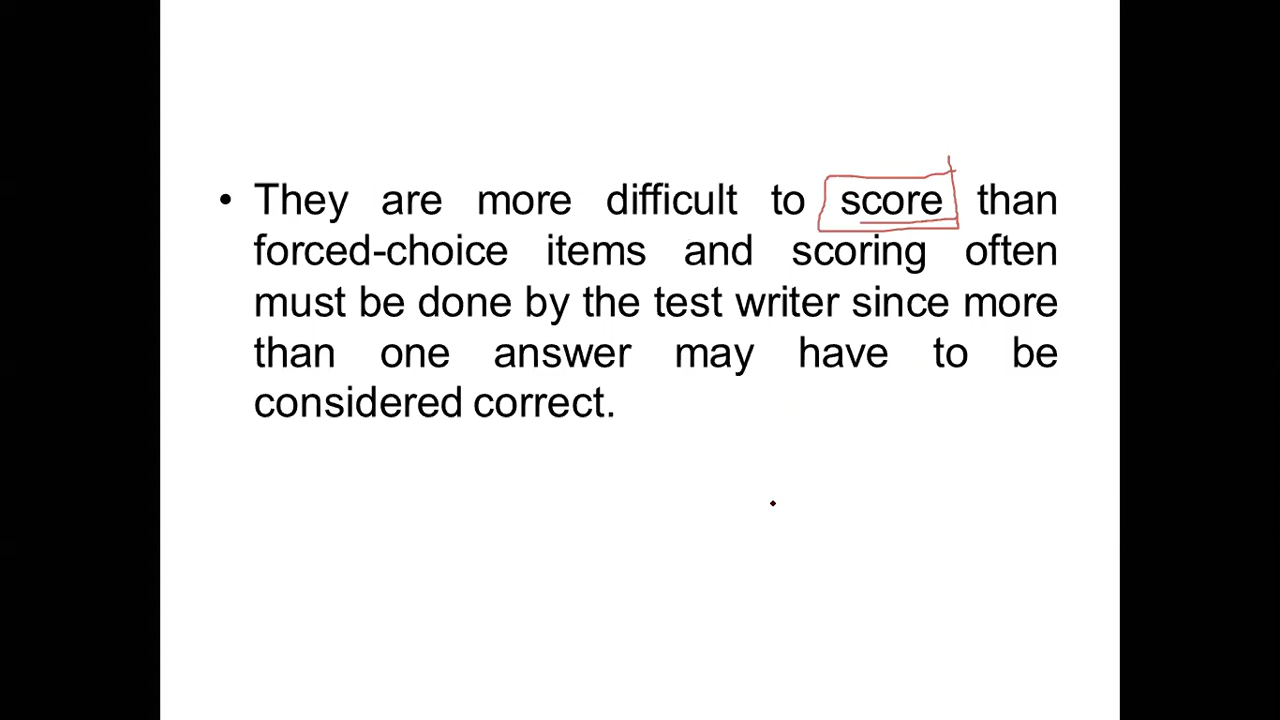 • They are more difficult to score than
forced-choice items and scoring often
must be done by the test writer since more
than one answer may have to be
considered correct.